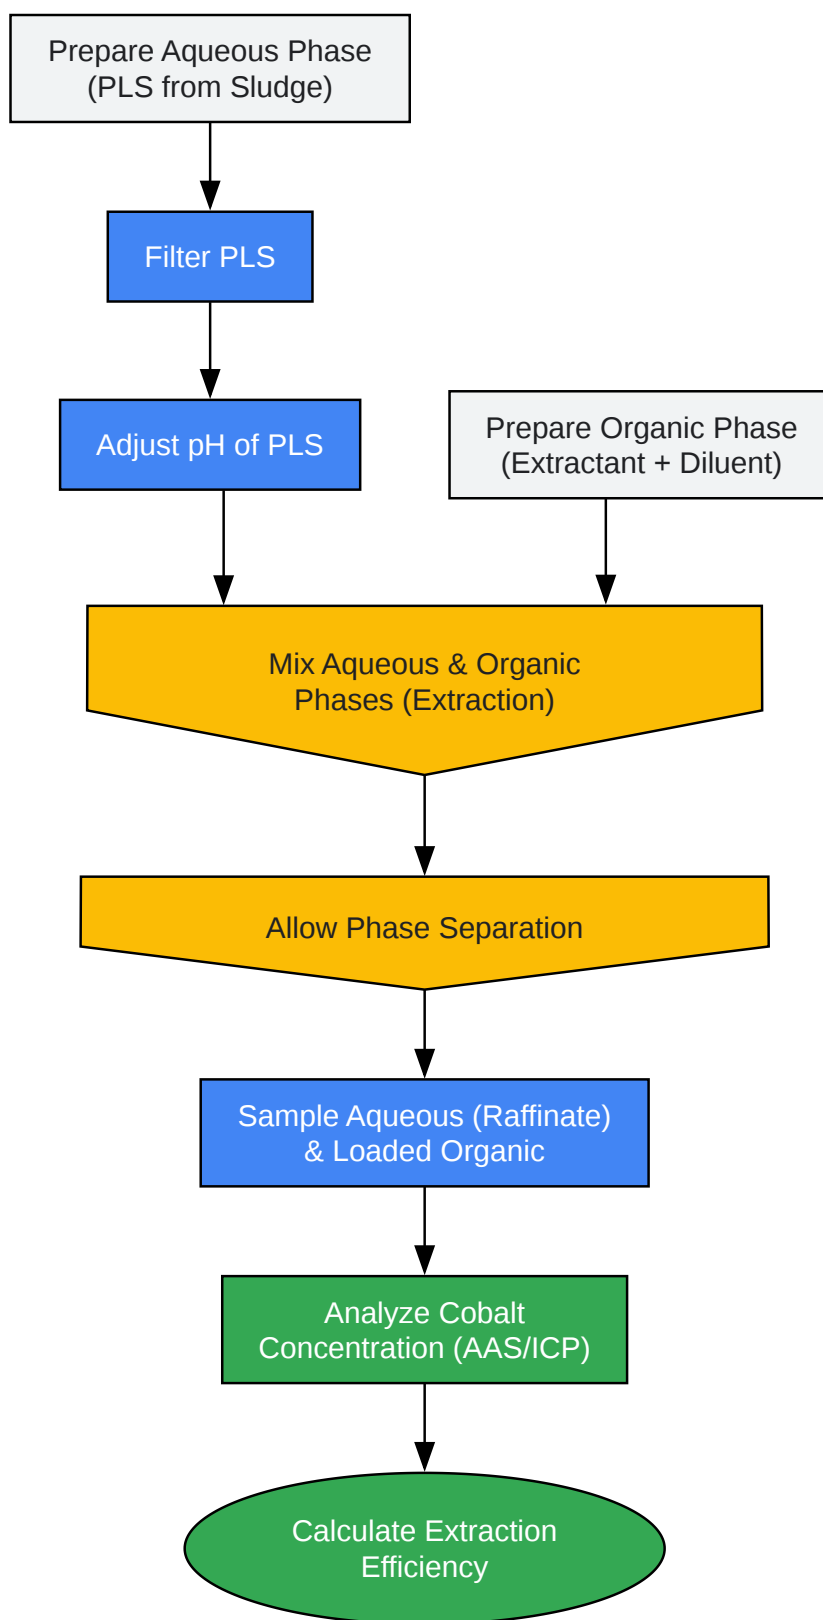 Prepare Aqueous Phase
(PLS from Sludge)
Filter PLS
Adjust pH of PLS
Prepare Organic Phase
(Extractant + Diluent)
Mix Aqueous & Organic
Phases (Extraction)
Allow Phase Separation
Sample Aqueous (Raffinate)
& Loaded Organic
Analyze Cobalt
Concentration (AAS/ICP)
Calculate Extraction
Efficiency